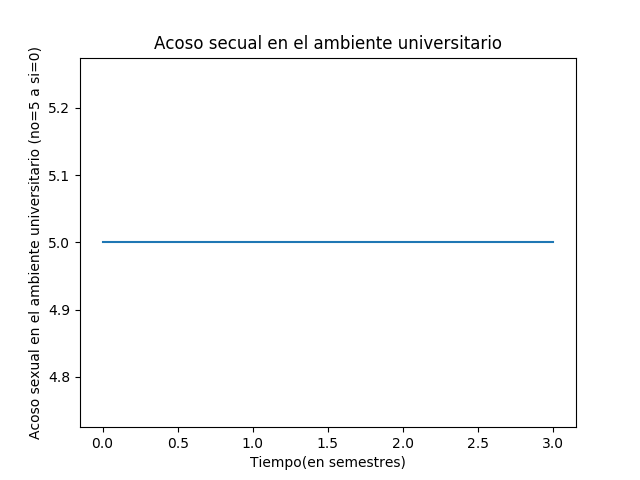 Acoso secual en el ambiente universitario
Acoso sexual en el ambiente universitario (no=5 a si=0)
5.2
5.1
5.0
4.9
4.8
0.0 0.5 1.0 1.5 2.0 2.5 3.0
Tiempo(en semestres)